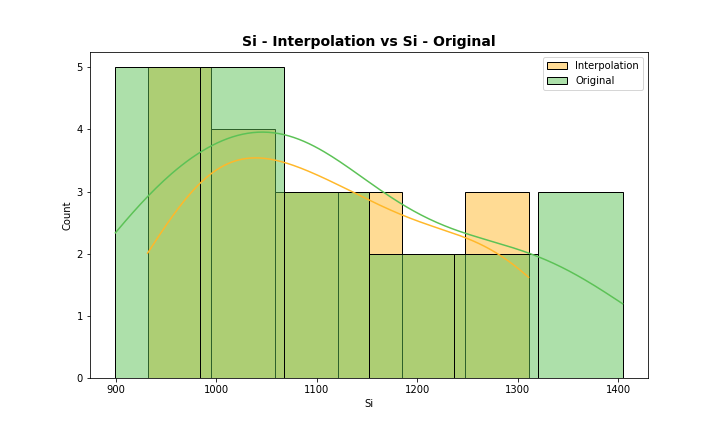 Si - Interpolation vs Si - Original
Interpolation
Original
5
4
3
2
1
0
Count
900 1000 1100 1200 1300 1400
Si